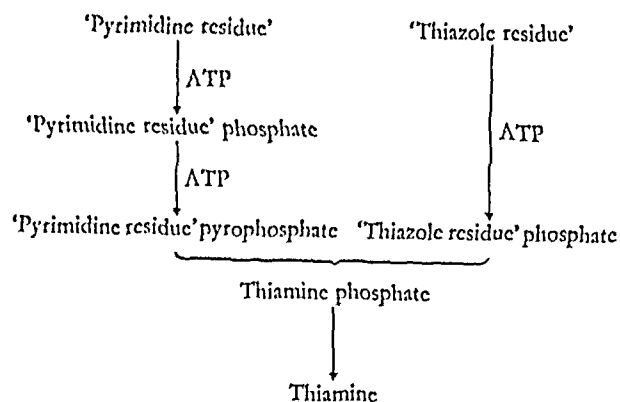 'Pyrimidine residue' 'Thiazole residue'
ATP
'Pyrimidine residue' phosphate ATP
ATP
'Pyrimidine residue' pyrophosphate 'Thiazole residue' phosphate
Thiamine phosphate
Thiamine